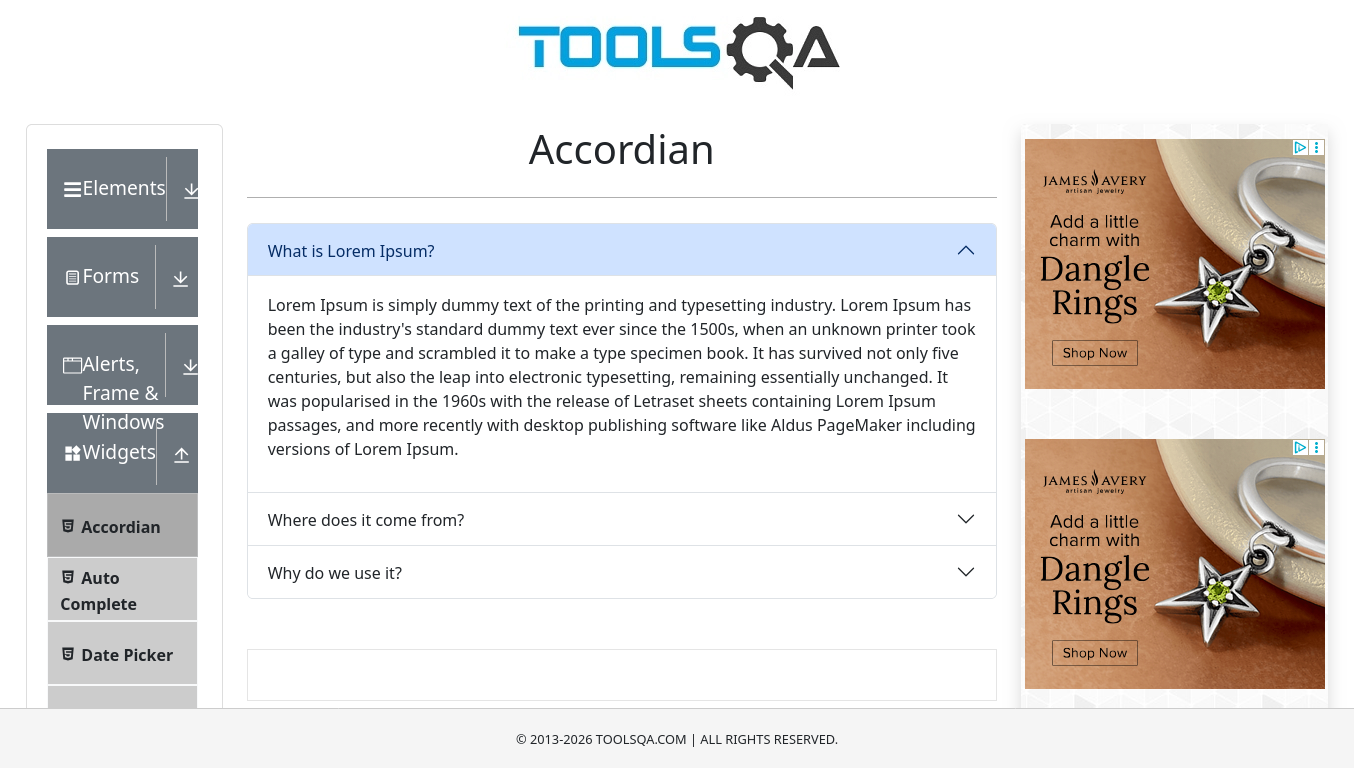 TOOLSQA
Elements
Forms
Alerts,
Frame &
Windows
Widgets
Accordian
Auto
Complete
Date Picker
Accordian
What is Lorem Ipsum?
Lorem Ipsum is simply dummy text of the printing and typesetting industry. Lorem Ipsum has
been the industry's standard dummy text ever since the 1500s, when an unknown printer took
a galley of type and scrambled it to make a type specimen book. It has survived not only five
centuries, but also the leap into electronic typesetting, remaining essentially unchanged. It
was popularised in the 1960s with the release of Letraset sheets containing Lorem Ipsum
passages, and more recently with desktop publishing software like Aldus PageMaker including
versions of Lorem Ipsum.
Where does it come from?
Why do we use it?
JAMES AVERY
artisan jewelry
Add a little
charm with
Dangle
Rings
Shop Now
JAMES AVERY
artisan jewelry
Add a little
charm with
Dangle
Rings
Shop Now
© 2013-2026 TOOLSQA.COM | ALL RIGHTS RESERVED.